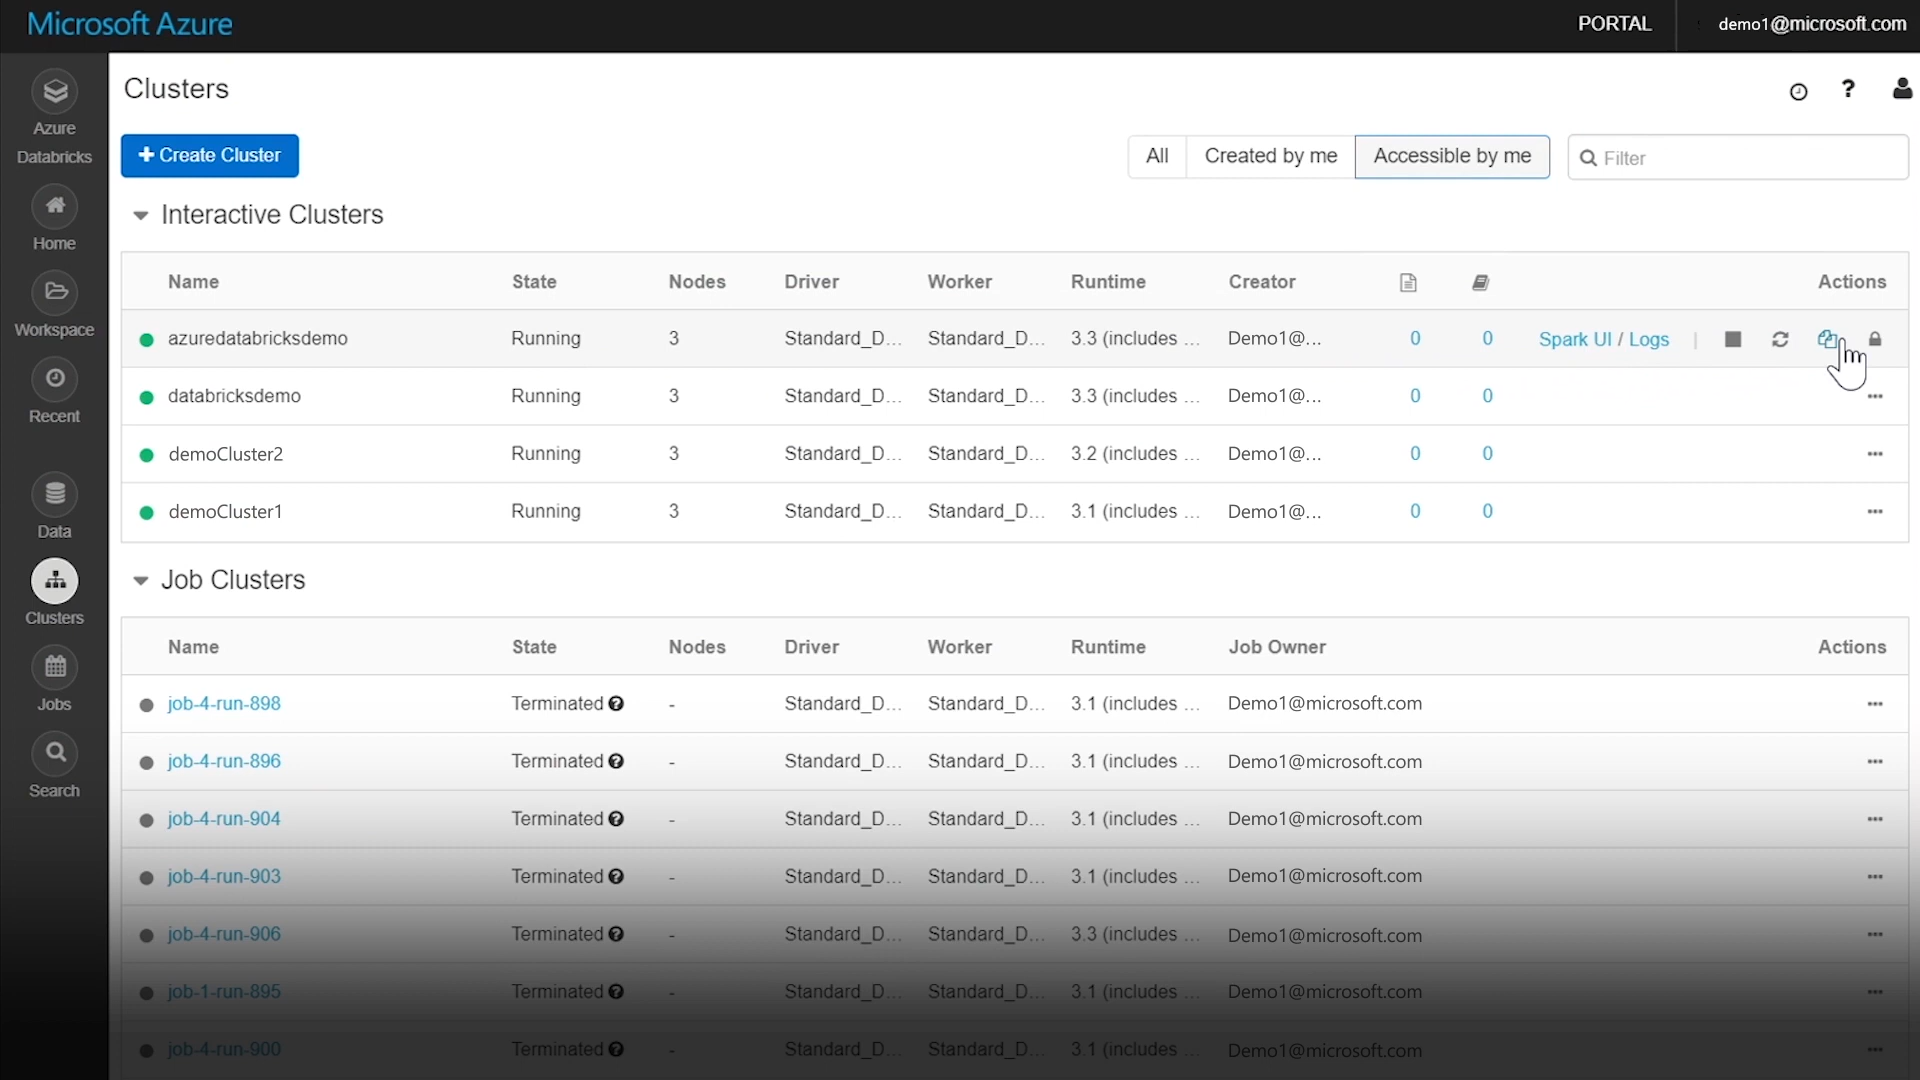 Microsoft Azure
PORTAL
demo1@microsoft.com
Azure
Databricks
Home
Workspace
Recent
Data
Clusters
Jobs
Search
Clusters
?
+ Create Cluster
All Created by me Accessible by me
Filter
Interactive Clusters
Name State Nodes Driver Worker Runtime Creator Actions
azuredatabricksdemo Running 3 Standard_D... Standard_D... 3.3 (includes ... Demo1@... 0 0 Spark UI / Logs |
databricksdemo Running 3 Standard_D... Standard_D... 3.3 (includes ... Demo1@... 0 0 ...
demoCluster2 Running 3 Standard_D... Standard_D... 3.2 (includes ... Demo1@... 0 0 ...
demoCluster1 Running 3 Standard_D... Standard_D... 3.1 (includes ... Demo1@... 0 0 ...
Job Clusters
Name State Nodes Driver Worker Runtime Job Owner Actions
job-4-run-898 Terminated ? - Standard_D... Standard_D... 3.1 (includes ... Demo1@microsoft.com ...
job-4-run-896 Terminated ? - Standard_D... Standard_D... 3.1 (includes ... Demo1@microsoft.com ...
job-4-run-904 Terminated ? - Standard_D... Standard_D... 3.1 (includes ... Demo1@microsoft.com ...
job-4-run-903 Terminated ? - Standard_D... Standard_D... 3.1 (includes ... Demo1@microsoft.com ...
job-4-run-906 Terminated ? - Standard_D... Standard_D... 3.3 (includes ... Demo1@microsoft.com ...
job-1-run-895 Terminated ? - Standard_D... Standard_D... 3.1 (includes ... Demo1@microsoft.com ...
job-4-run-900 Terminated ? - Standard_D... Standard_D... 3.1 (includes ... Demo1@microsoft.com ...